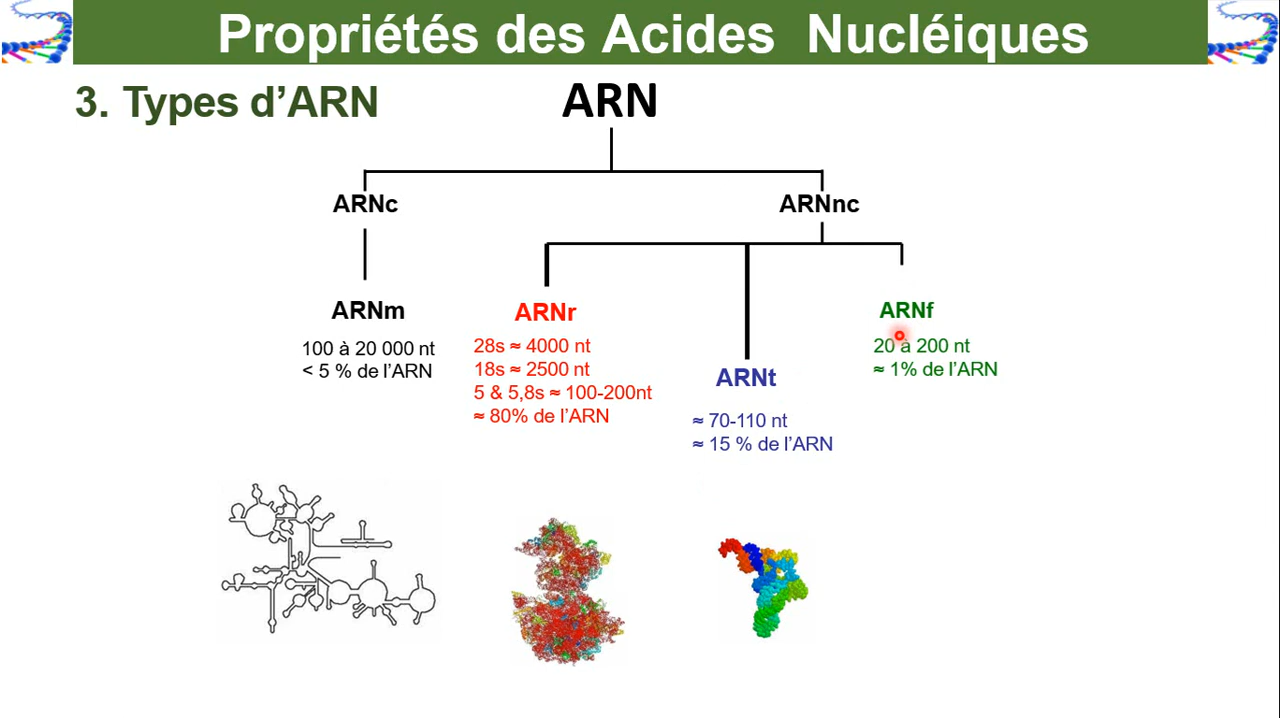 Propriétés des Acides Nucléiques
3. Types d’ARN
ARN
ARNc
ARNnc
ARNm
100 à 20 000 nt
< 5 % de l’ARN
ARNr
28s ≈ 4000 nt
18s ≈ 2500 nt
5 & 5,8s ≈ 100-200nt
≈ 80% de l’ARN
ARNt
≈ 70-110 nt
≈ 15 % de l’ARN
ARNf
20 à 200 nt
≈ 1% de l’ARN